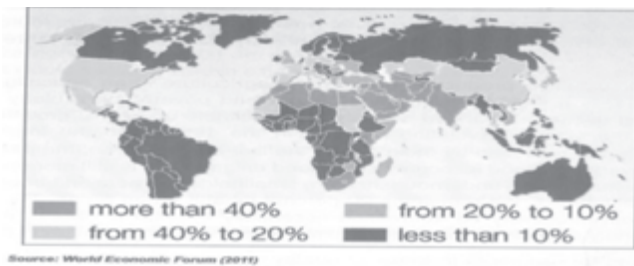 more than 40%
from 20% to 10%
from 40% to 20%
less than 10%
Source: World Economic Forum (2011)